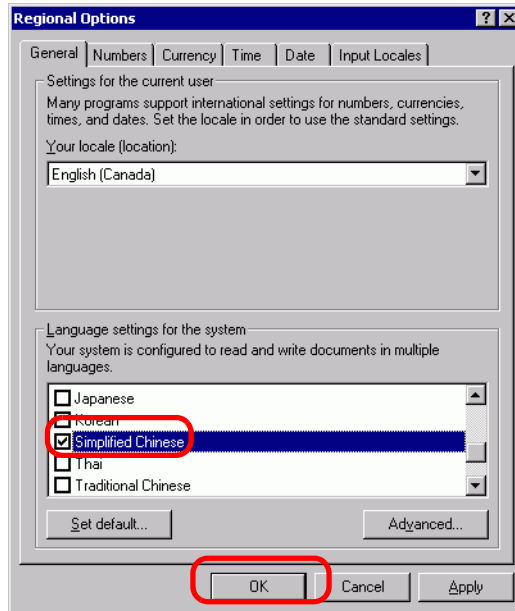 Regional Options
General Numbers Currency Time Date Input Locales
Settings for the current user
Many programs support international settings for numbers, currencies,
times, and dates. Set the locale in order to use the standard settings.
Your locale (location):
English (Canada)
Language settings for the system
Your system is configured to read and write documents in multiple
languages.
Japanese
Korean
Simplified Chinese
Thai
Traditional Chinese
Set default... Advanced...
OK Cancel Apply